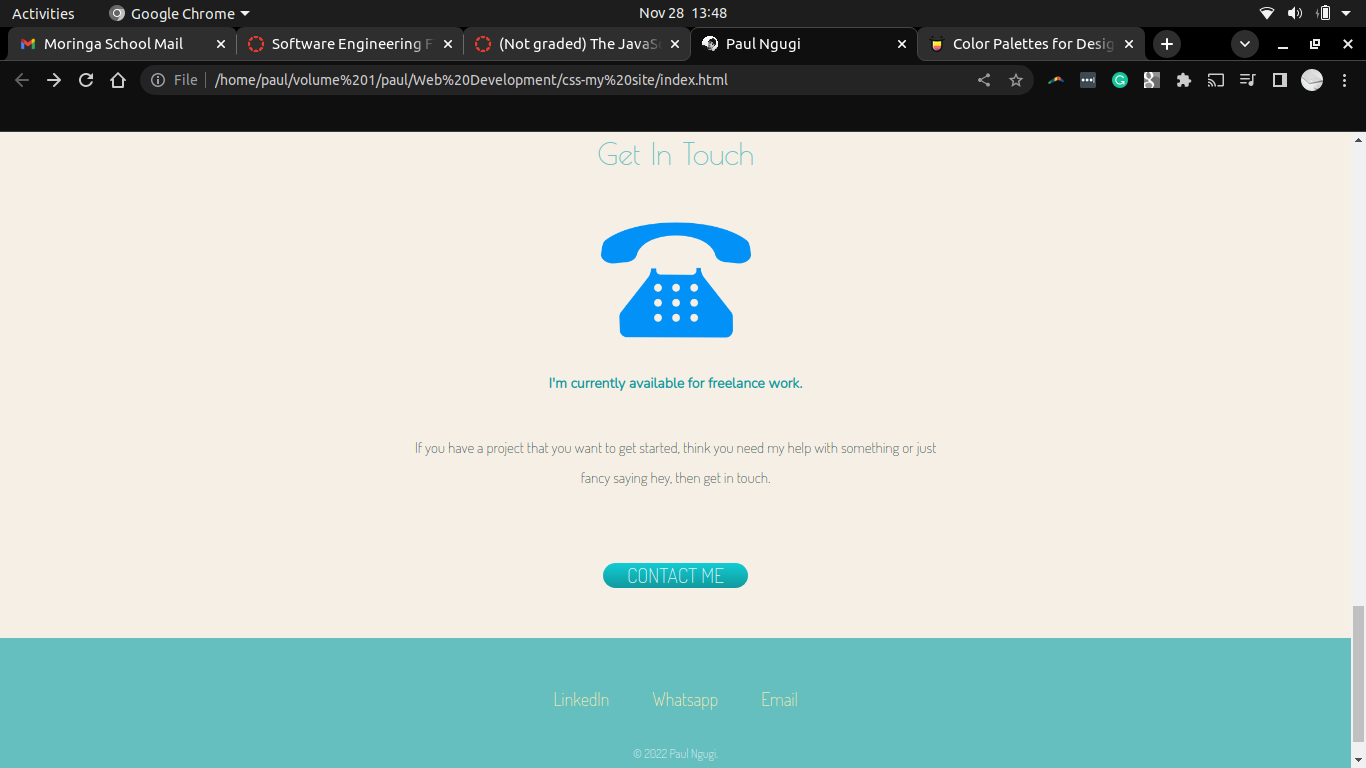 Activities
Google Chrome
Nov 28 13:48
Moringa School Mail
Software Engineering F
(Not graded) The JavaSc
Paul Ngugi
Color Palettes for Desig
File
/home/paul/volume%201/paul/Web%20Development/css-my%20site/index.html
Get In Touch
I'm currently available for freelance work.
If you have a project that you want to get started, think you need my help with something or just
fancy saying hey, then get in touch.
CONTACT ME
LinkedIn
Whatsapp
Email
© 2022 Paul Ngugi.